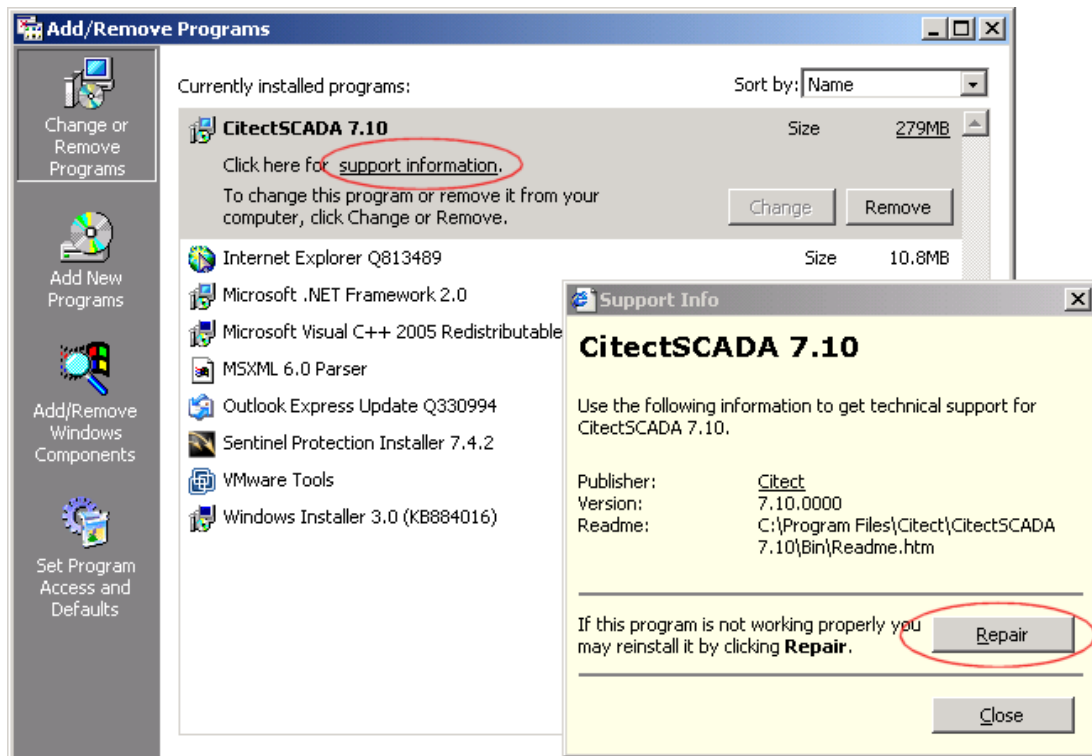 Add/Remove Programs
Change or
Remove
Programs
Add New
Programs
Add/Remove
Windows
Components
Set Program
Access and
Defaults
Currently installed programs:
Sort by: Name
CitectSCADA 7.10 Size 279MB
Click here for support information.
To change this program or remove it from your
computer, click Change or Remove.
Change Remove
Internet Explorer Q813489 Size 10.8MB
Microsoft .NET Framework 2.0
Microsoft Visual C++ 2005 Redistributable
MSXML 6.0 Parser
Outlook Express Update Q330994
Sentinel Protection Installer 7.4.2
VMware Tools
Windows Installer 3.0 (KB884016)
Support Info
CitectSCADA 7.10
Use the following information to get technical support for
CitectSCADA 7.10.
Publisher: Citect
Version: 7.10.0000
Readme: C:\Program Files\Citect\CitectSCADA
7.10\Bin\Readme.htm
If this program is not working properly you
may reinstall it by clicking Repair.
Repair
Close